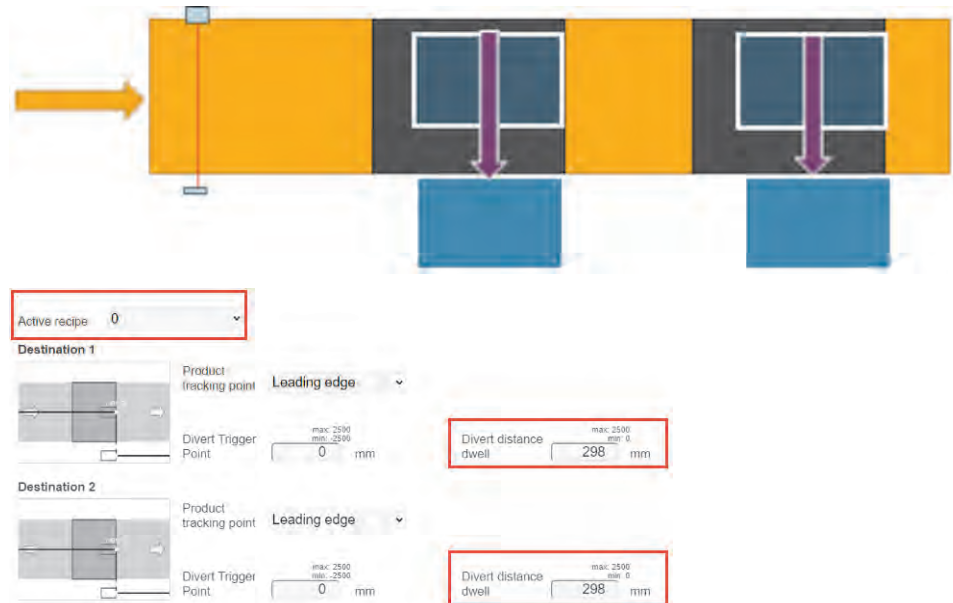 Active recipe 0
Destination 1
Product
tracking point Leading edge
Divert Trigger
Point
max: 2500
min: -2500
0 mm
Divert distance
dwell
max: 2500
min: 0
298 mm
Destination 2
Product
tracking point Leading edge
Divert Trigger
Point
max: 2500
min: -2500
0 mm
Divert distance
dwell
max: 2500
min: 0
298 mm